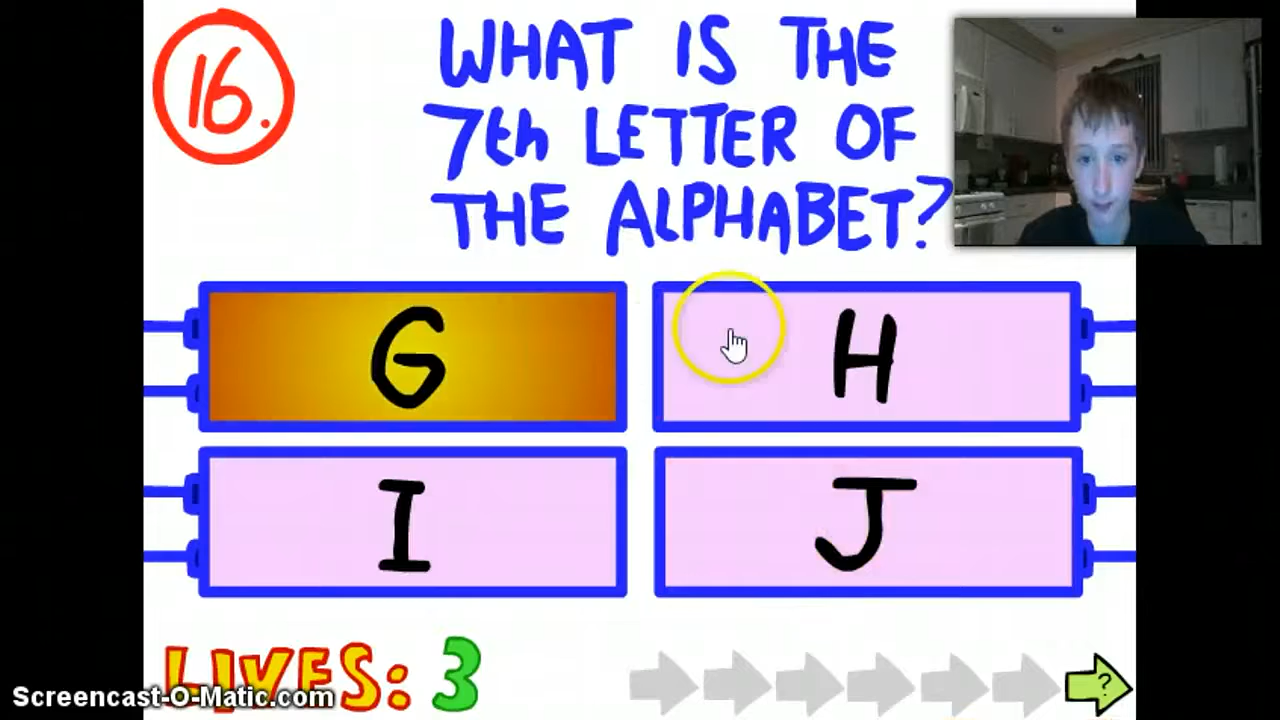 16.
WHAT IS THE
7th LETTER OF
THE ALPHABET?
G
H
I
J
LIVES: 3
?
Screencast-O-Matic.com